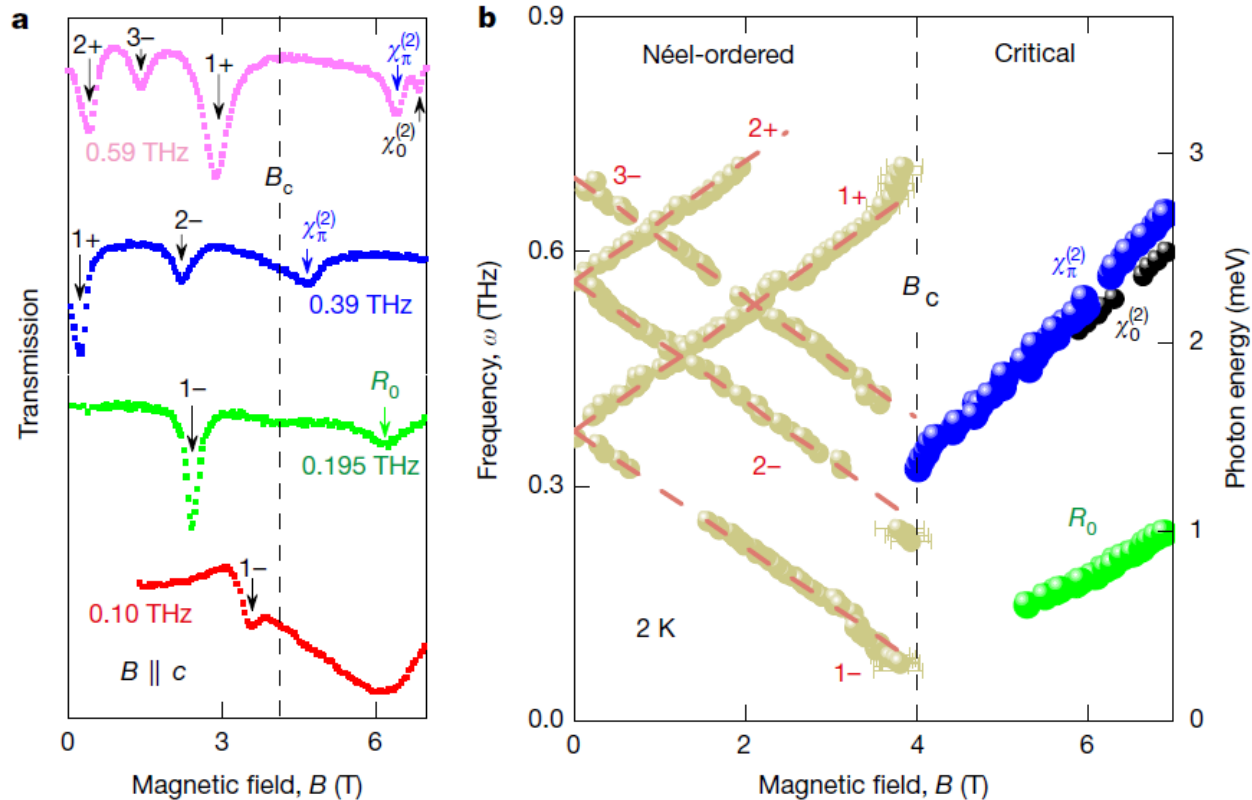 a
2+
3−
1+
χπ(2)
χ0(2)
0.59 THz
Bc
1+
2−
χπ(2)
0.39 THz
1−
R0
0.195 THz
1−
0.10 THz
B || c
Transmission
0
3
6
Magnetic field, B (T)
b
Néel-ordered
Critical
0.9
0.6
0.3
0.0
Frequency, ω (THz)
2+
3−
1+
Bc
χπ(2)
χ0(2)
2−
R0
2 K
1−
3
2
1
0
Photon energy (meV)
0
2
4
6
Magnetic field, B (T)